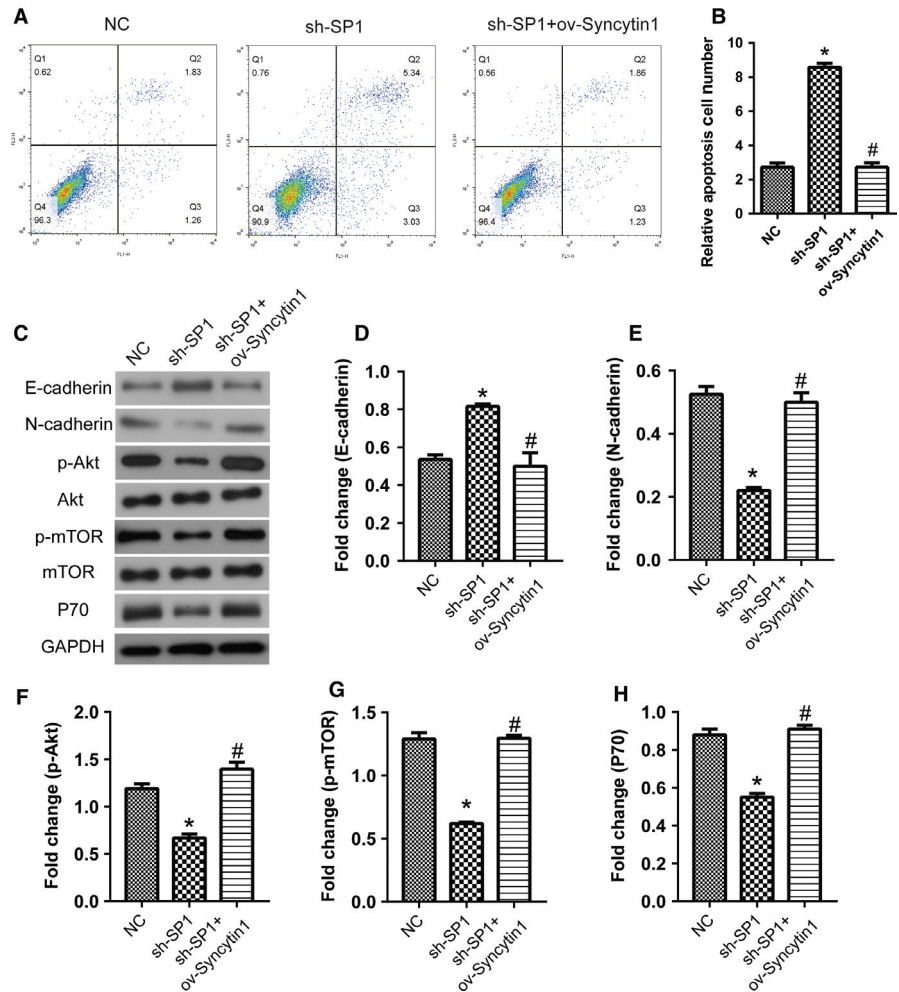 A
NC
sh-SP1
sh-SP1+ov-Syncytin1
Q1
0.62
Q2
1.83
Q4
96.3
Q3
1.26
FL1-H
Q1
0.76
Q2
5.34
Q4
90.9
Q3
3.03
FL1-H
Q1
0.56
Q2
1.86
Q4
96.4
Q3
1.23
FL1-H
B
Relative apoptosis cell number
10
8
6
4
2
0
*
#
NC
sh-SP1
sh-SP1+
ov-Syncytin1
C
NC
sh-SP1
sh-SP1+
ov-Syncytin1
E-cadherin
N-cadherin
p-Akt
Akt
p-mTOR
mTOR
P70
GAPDH
D
Fold change (E-cadherin)
1.0
0.8
0.6
0.4
0.2
0.0
*
#
NC
sh-SP1
sh-SP1+
ov-Syncytin1
E
Fold change (N-cadherin)
0.6
0.4
0.2
0.0
*
#
NC
sh-SP1
sh-SP1+
ov-Syncytin1
F
Fold change (p-Akt)
2.0
1.5
1.0
0.5
0.0
*
#
NC
sh-SP1
sh-SP1+
ov-Syncytin1
G
Fold change (p-mTOR)
1.5
1.0
0.5
0.0
*
#
NC
sh-SP1
sh-SP1+
ov-Syncytin1
H
Fold change (P70)
1.0
0.8
0.6
0.4
0.2
0.0
*
#
NC
sh-SP1
sh-SP1+
ov-Syncytin1